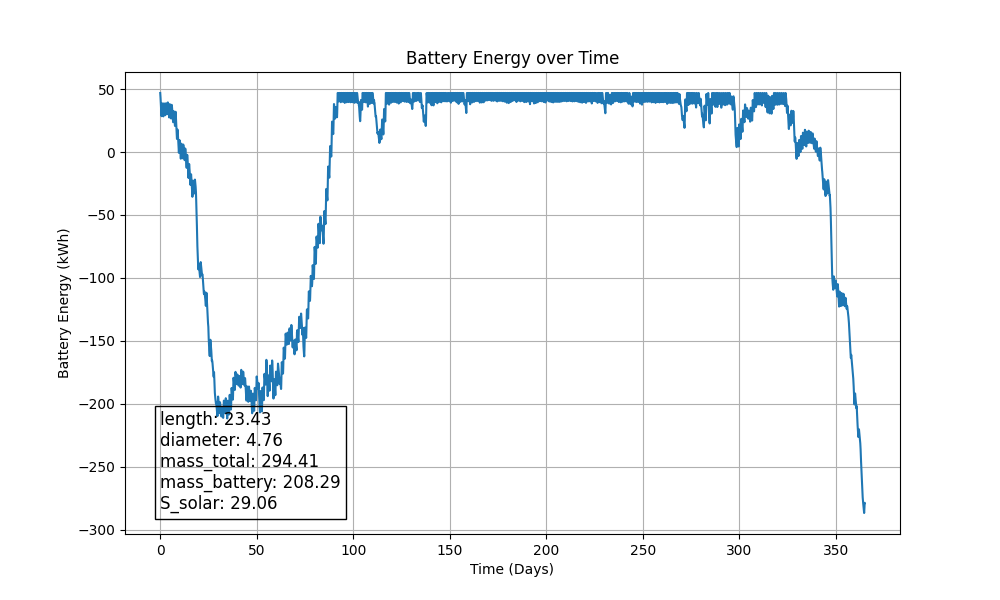 Battery Energy over Time
Battery Energy (kWh)
50
0
−50
−100
−150
−200
−250
−300
length: 23.43
diameter: 4.76
mass_total: 294.41
mass_battery: 208.29
S_solar: 29.06
0 50 100 150 200 250 300 350
Time (Days)